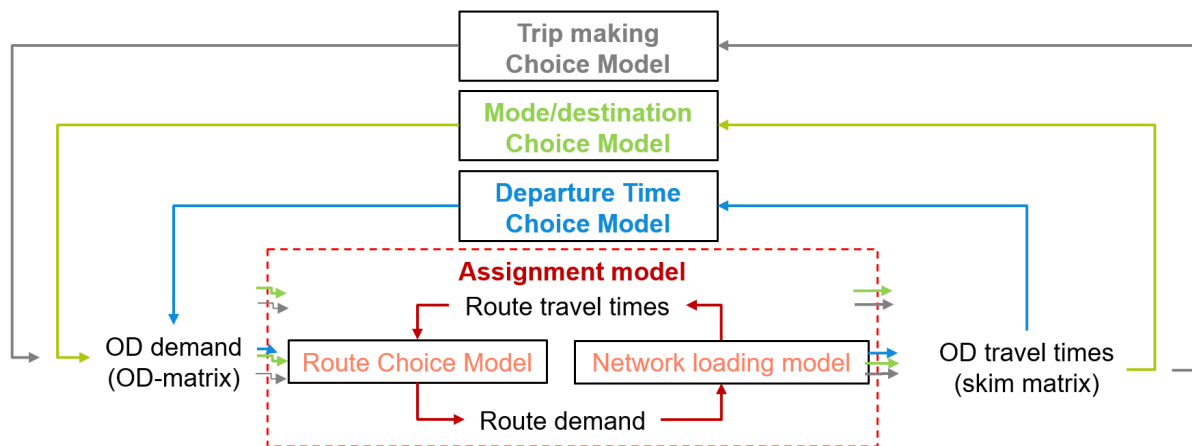 Trip making
Choice Model
Mode/destination
Choice Model
Departure Time
Choice Model
Assignment model
Route travel times
OD demand
(OD-matrix)
Route Choice Model
Network loading model
OD travel times
(skim matrix)
Route demand